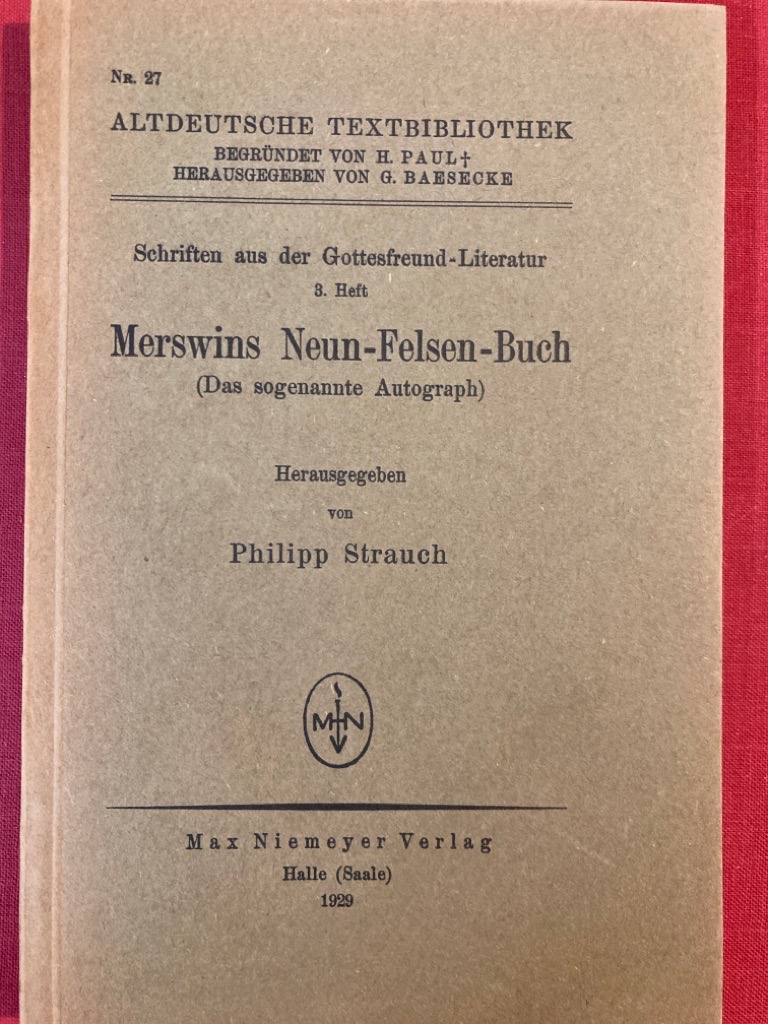 Nr. 27
ALTDEUTSCHE TEXTBIBLIOTHEK
BEGRÜNDET VON H. PAUL†
HERAUSGEGEBEN VON G. BAESECKE
Schriften aus der Gottesfreund-Literatur
3. Heft
Merswins Neun-Felsen-Buch
(Das sogenannte Autograph)
Herausgegeben
von
Philipp Strauch
MN
Max Niemeyer Verlag
Halle (Saale)
1929